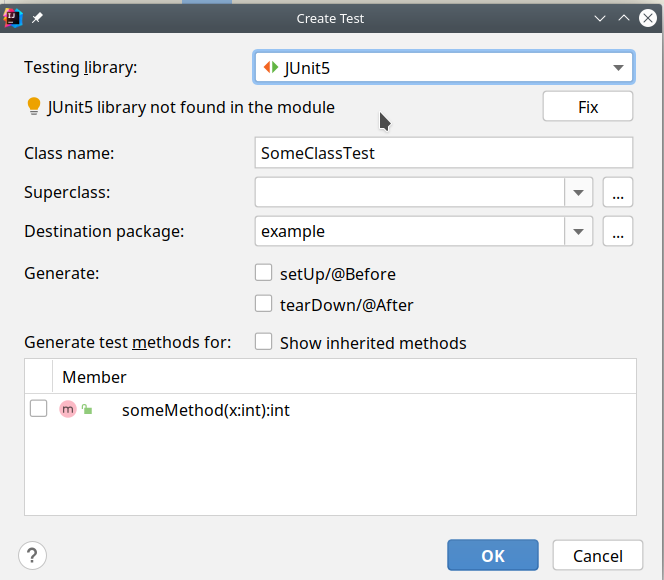 Create Test
Testing library: JUnit5
JUnit5 library not found in the module Fix
Class name: SomeClassTest
Superclass: ...
Destination package: example ...
Generate: setUp/@Before
tearDown/@After
Generate test methods for: Show inherited methods
Member
m someMethod(x:int):int
? OK Cancel